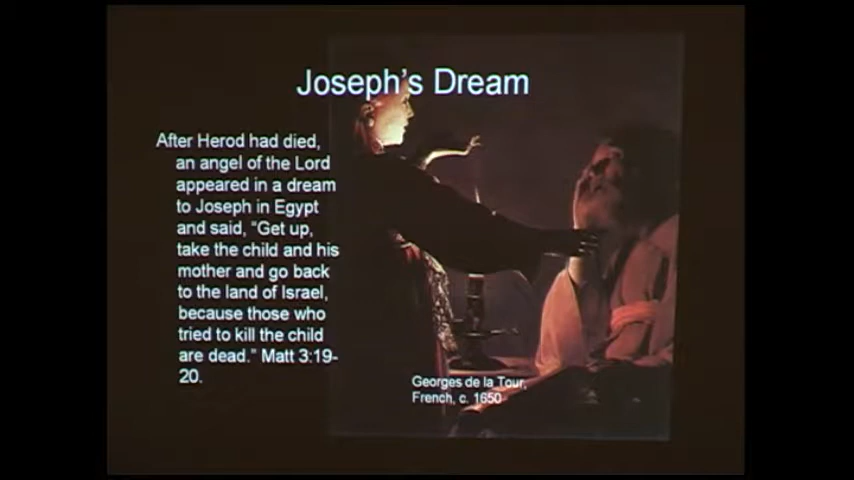 Joseph's Dream
After Herod had died,
an angel of the Lord
appeared in a dream
to Joseph in Egypt
and said, “Get up,
take the child and his
mother and go back
to the land of Israel,
because those who
tried to kill the child
are dead.” Matt 3:19-
20.
Georges de la Tour,
French, c. 1650